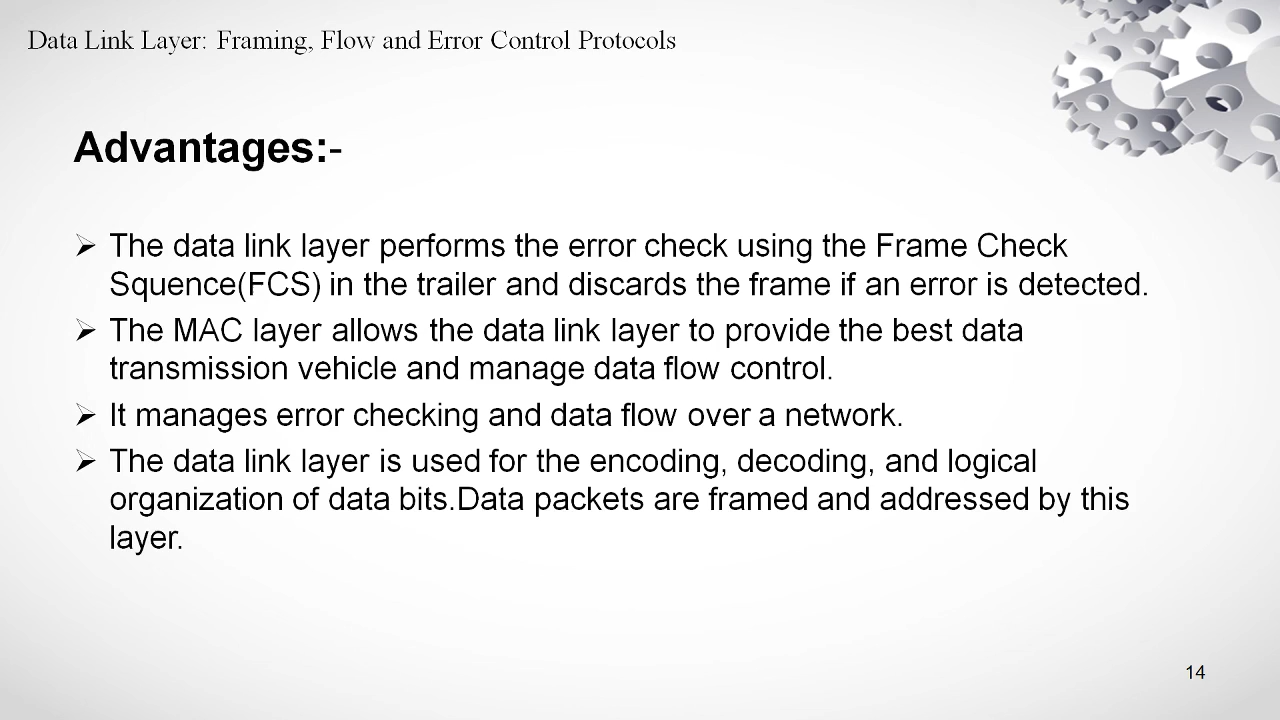 Data Link Layer: Framing, Flow and Error Control Protocols
Advantages:-
➢ The data link layer performs the error check using the Frame Check
Squence(FCS) in the trailer and discards the frame if an error is detected.
➢ The MAC layer allows the data link layer to provide the best data
transmission vehicle and manage data flow control.
➢ It manages error checking and data flow over a network.
➢ The data link layer is used for the encoding, decoding, and logical
organization of data bits.Data packets are framed and addressed by this
layer.
14